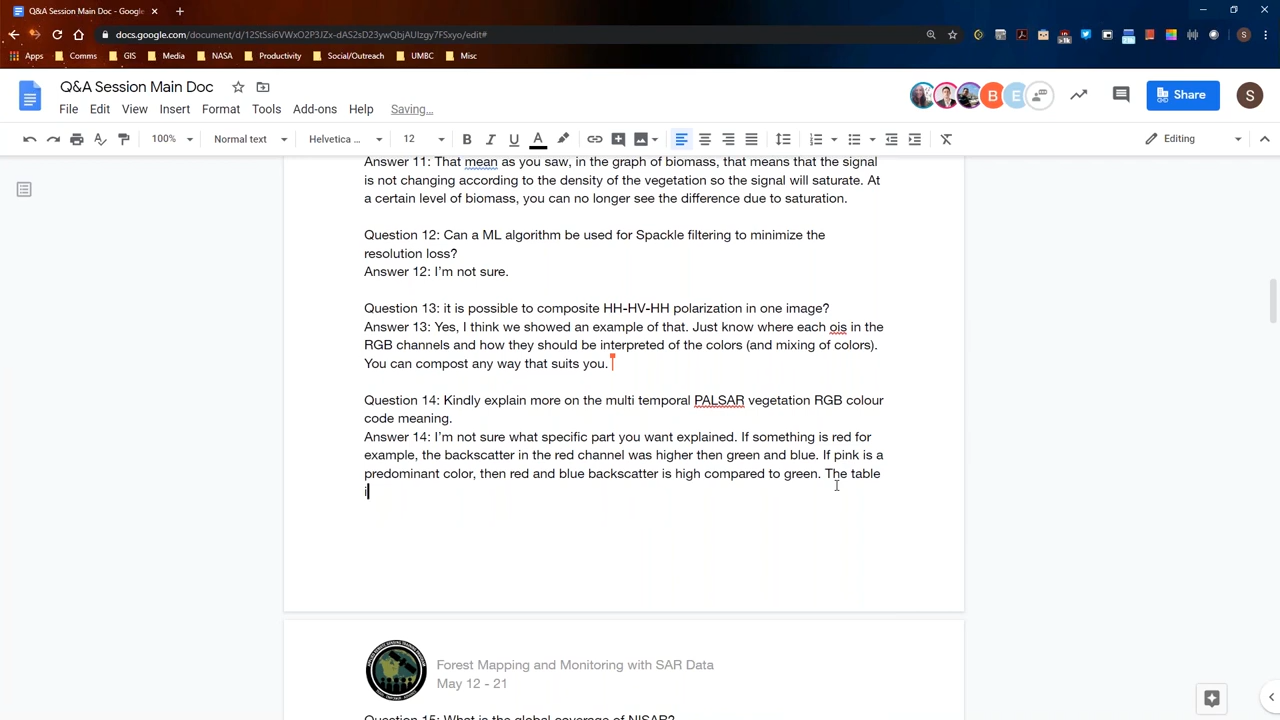 Q&A Session Main Doc - Google
docs.google.com/document/d/12StSsi6VWxO2P3JZx-dAS2sD23ywQbjAUIzgy7FSxyo/edit#
Apps Comms GIS Media NASA Productivity Social/Outreach UMBC Misc
Q&A Session Main Doc
File Edit View Insert Format Tools Add-ons Help Saving...
B E Share S
100% Normal text Helvetica ... 12 B I U A Editing
Answer 11: That mean as you saw, in the graph of biomass, that means that the signal
is not changing according to the density of the vegetation so the signal will saturate. At
a certain level of biomass, you can no longer see the difference due to saturation.
Question 12: Can a ML algorithm be used for Spackle filtering to minimize the
resolution loss?
Answer 12: I'm not sure.
Question 13: it is possible to composite HH-HV-HH polarization in one image?
Answer 13: Yes, I think we showed an example of that. Just know where each ois in the
RGB channels and how they should be interpreted of the colors (and mixing of colors).
You can compost any way that suits you.
Question 14: Kindly explain more on the multi temporal PALSAR vegetation RGB colour
code meaning.
Answer 14: I'm not sure what specific part you want explained. If something is red for
example, the backscatter in the red channel was higher then green and blue. If pink is a
predominant color, then red and blue backscatter is high compared to green. The table
i
Forest Mapping and Monitoring with SAR Data
May 12 - 21
Question 15: What is the global coverage of NISAR?